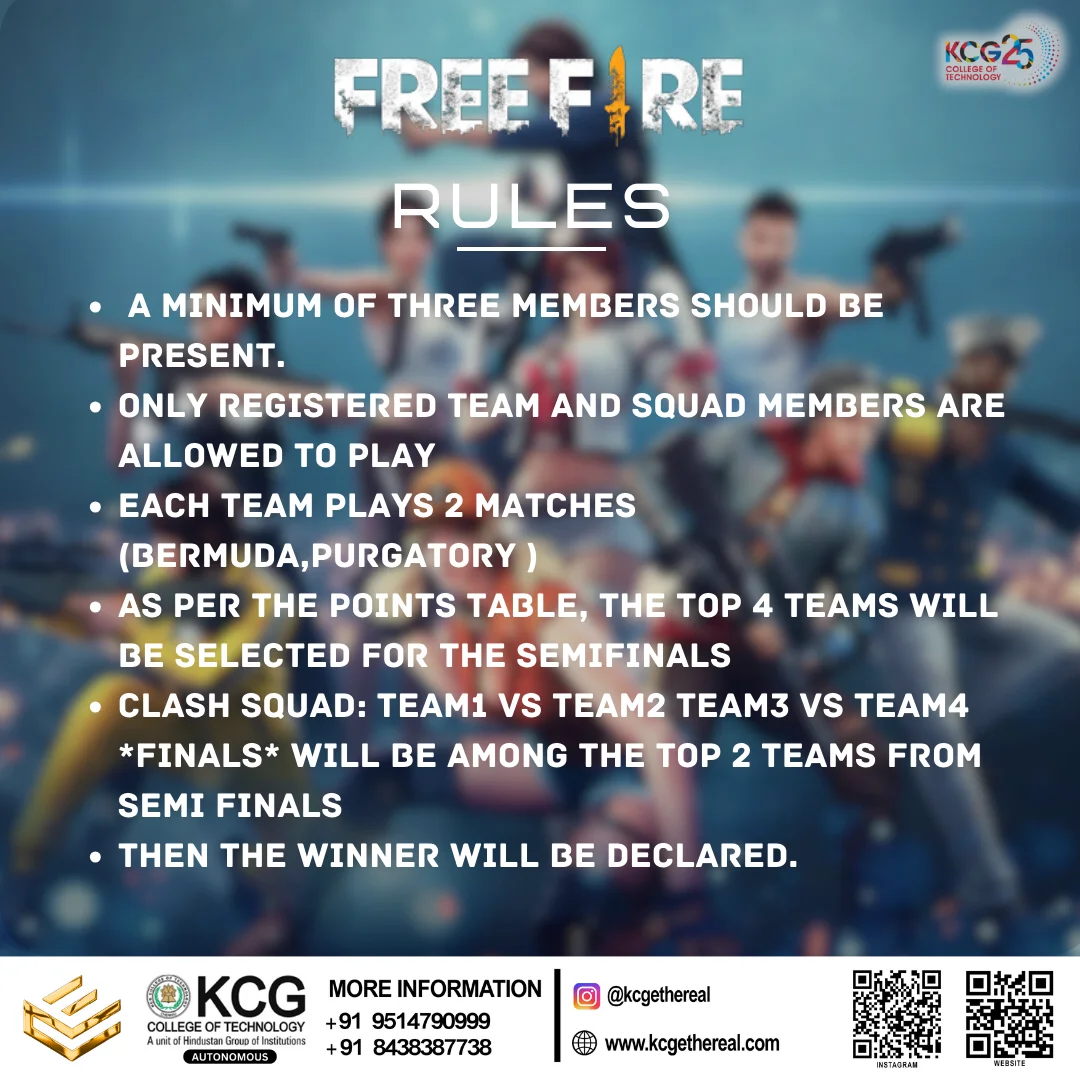 KCG25
COLLEGE OF
TECHNOLOGY
FREE FIRE
RULES
• A MINIMUM OF THREE MEMBERS SHOULD BE
PRESENT.
• ONLY REGISTERED TEAM AND SQUAD MEMBERS ARE
ALLOWED TO PLAY
• EACH TEAM PLAYS 2 MATCHES
(BERMUDA,PURGATORY )
• AS PER THE POINTS TABLE, THE TOP 4 TEAMS WILL
BE SELECTED FOR THE SEMIFINALS
• CLASH SQUAD: TEAM1 VS TEAM2 TEAM3 VS TEAM4
*FINALS* WILL BE AMONG THE TOP 2 TEAMS FROM
SEMI FINALS
• THEN THE WINNER WILL BE DECLARED.
KCG
COLLEGE OF TECHNOLOGY
A unit of Hindustan Group of Institutions
AUTONOMOUS
MORE INFORMATION
+91 9514790999
+91 8438387738
@kcgethereal
www.kcgethereal.com
INSTAGRAM
WEBSITE